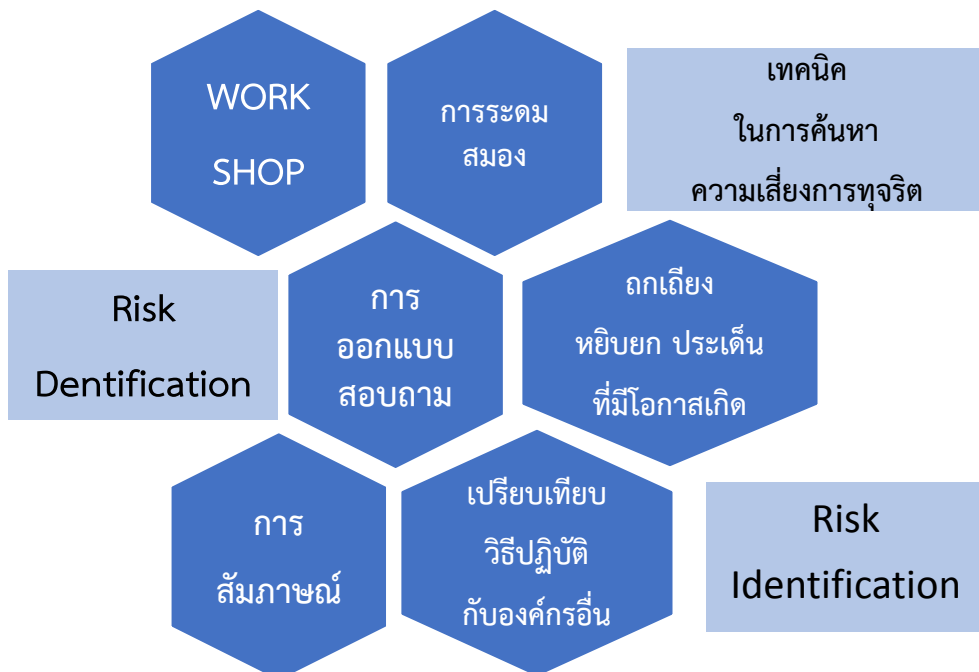 WORK
SHOP
การระดม
สมอง
เทคนิค
ในการค้นหา
ความเสี่ยงการทุจริต
Risk
Dentification
การ
ออกแบบ
สอบถาม
ถกเถียง
หยิบยก ประเด็น
ที่มีโอกาสเกิด
การ
สัมภาษณ์
เปรียบเทียบ
วิธีปฏิบัติ
กับองค์กรอื่น
Risk
Identification